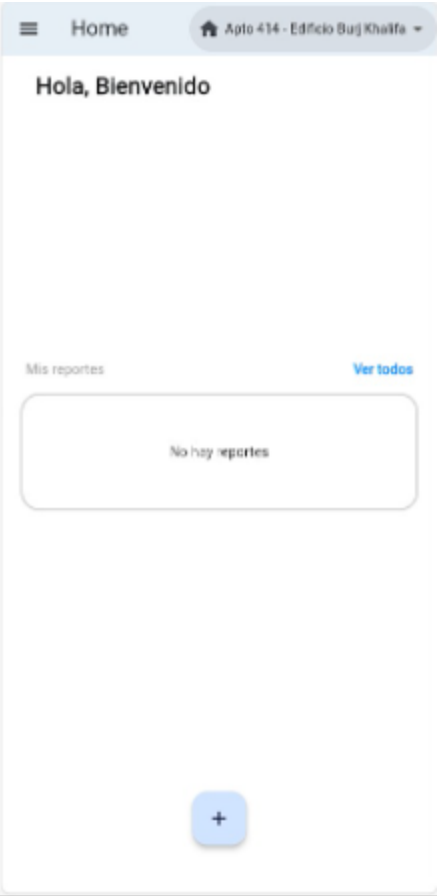 Home
Apto 414 - Edificio Burj Khalifa
Hola, Bienvenido
Mis reportes
Ver todos
No hay reportes
+